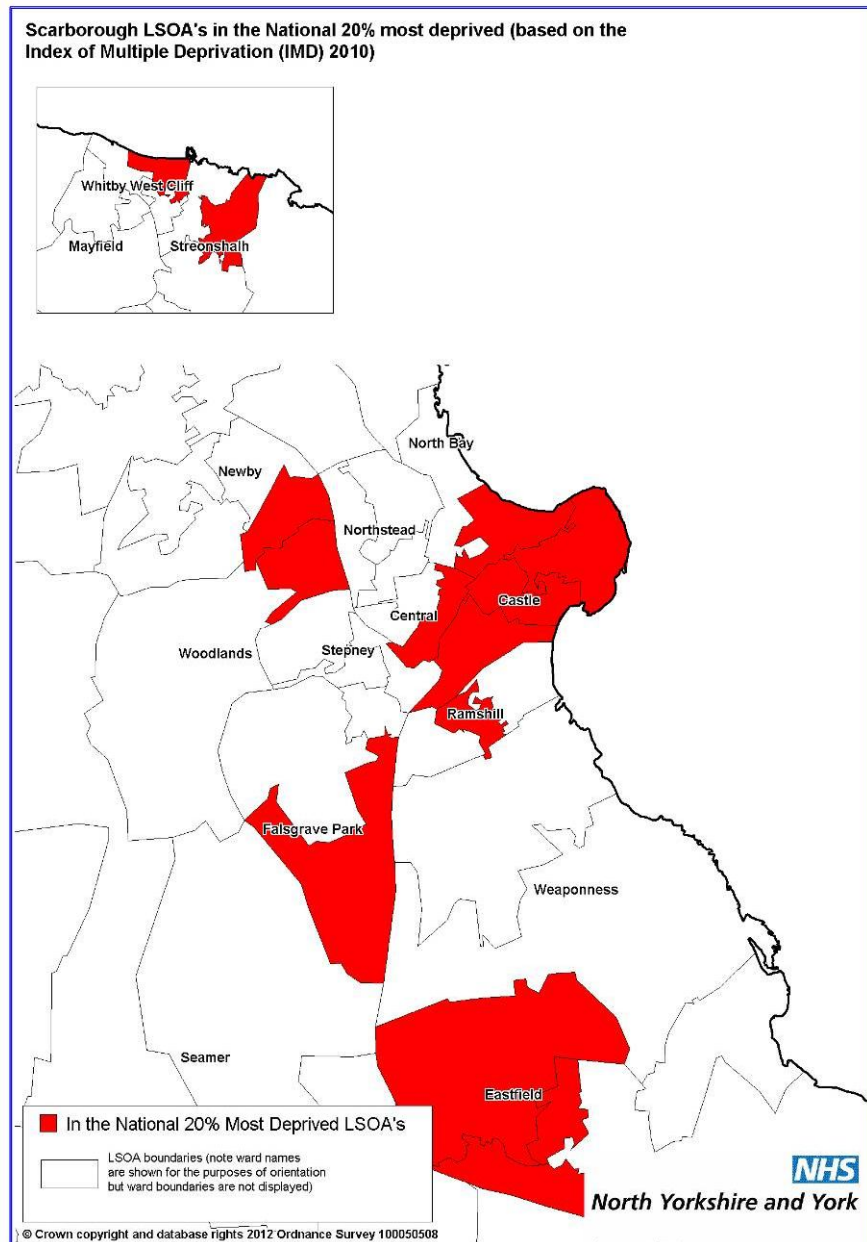 Scarborough LSOA's in the National 20% most deprived (based on the
Index of Multiple Deprivation (IMD) 2010)
Whitby West Cliff
Mayfield
Streonshalh
North Bay
Newby
Northstead
Castle
Central
Woodlands
Stepney
Ramshill
Falsgrave Park
Weaponness
Seamer
Eastfield
In the National 20% Most Deprived LSOA's
LSOA boundaries (note ward names
are shown for the purposes of orientation
but ward boundaries are not displayed)
NHS
North Yorkshire and York
© Crown copyright and database rights 2012 Ordnance Survey 100050508